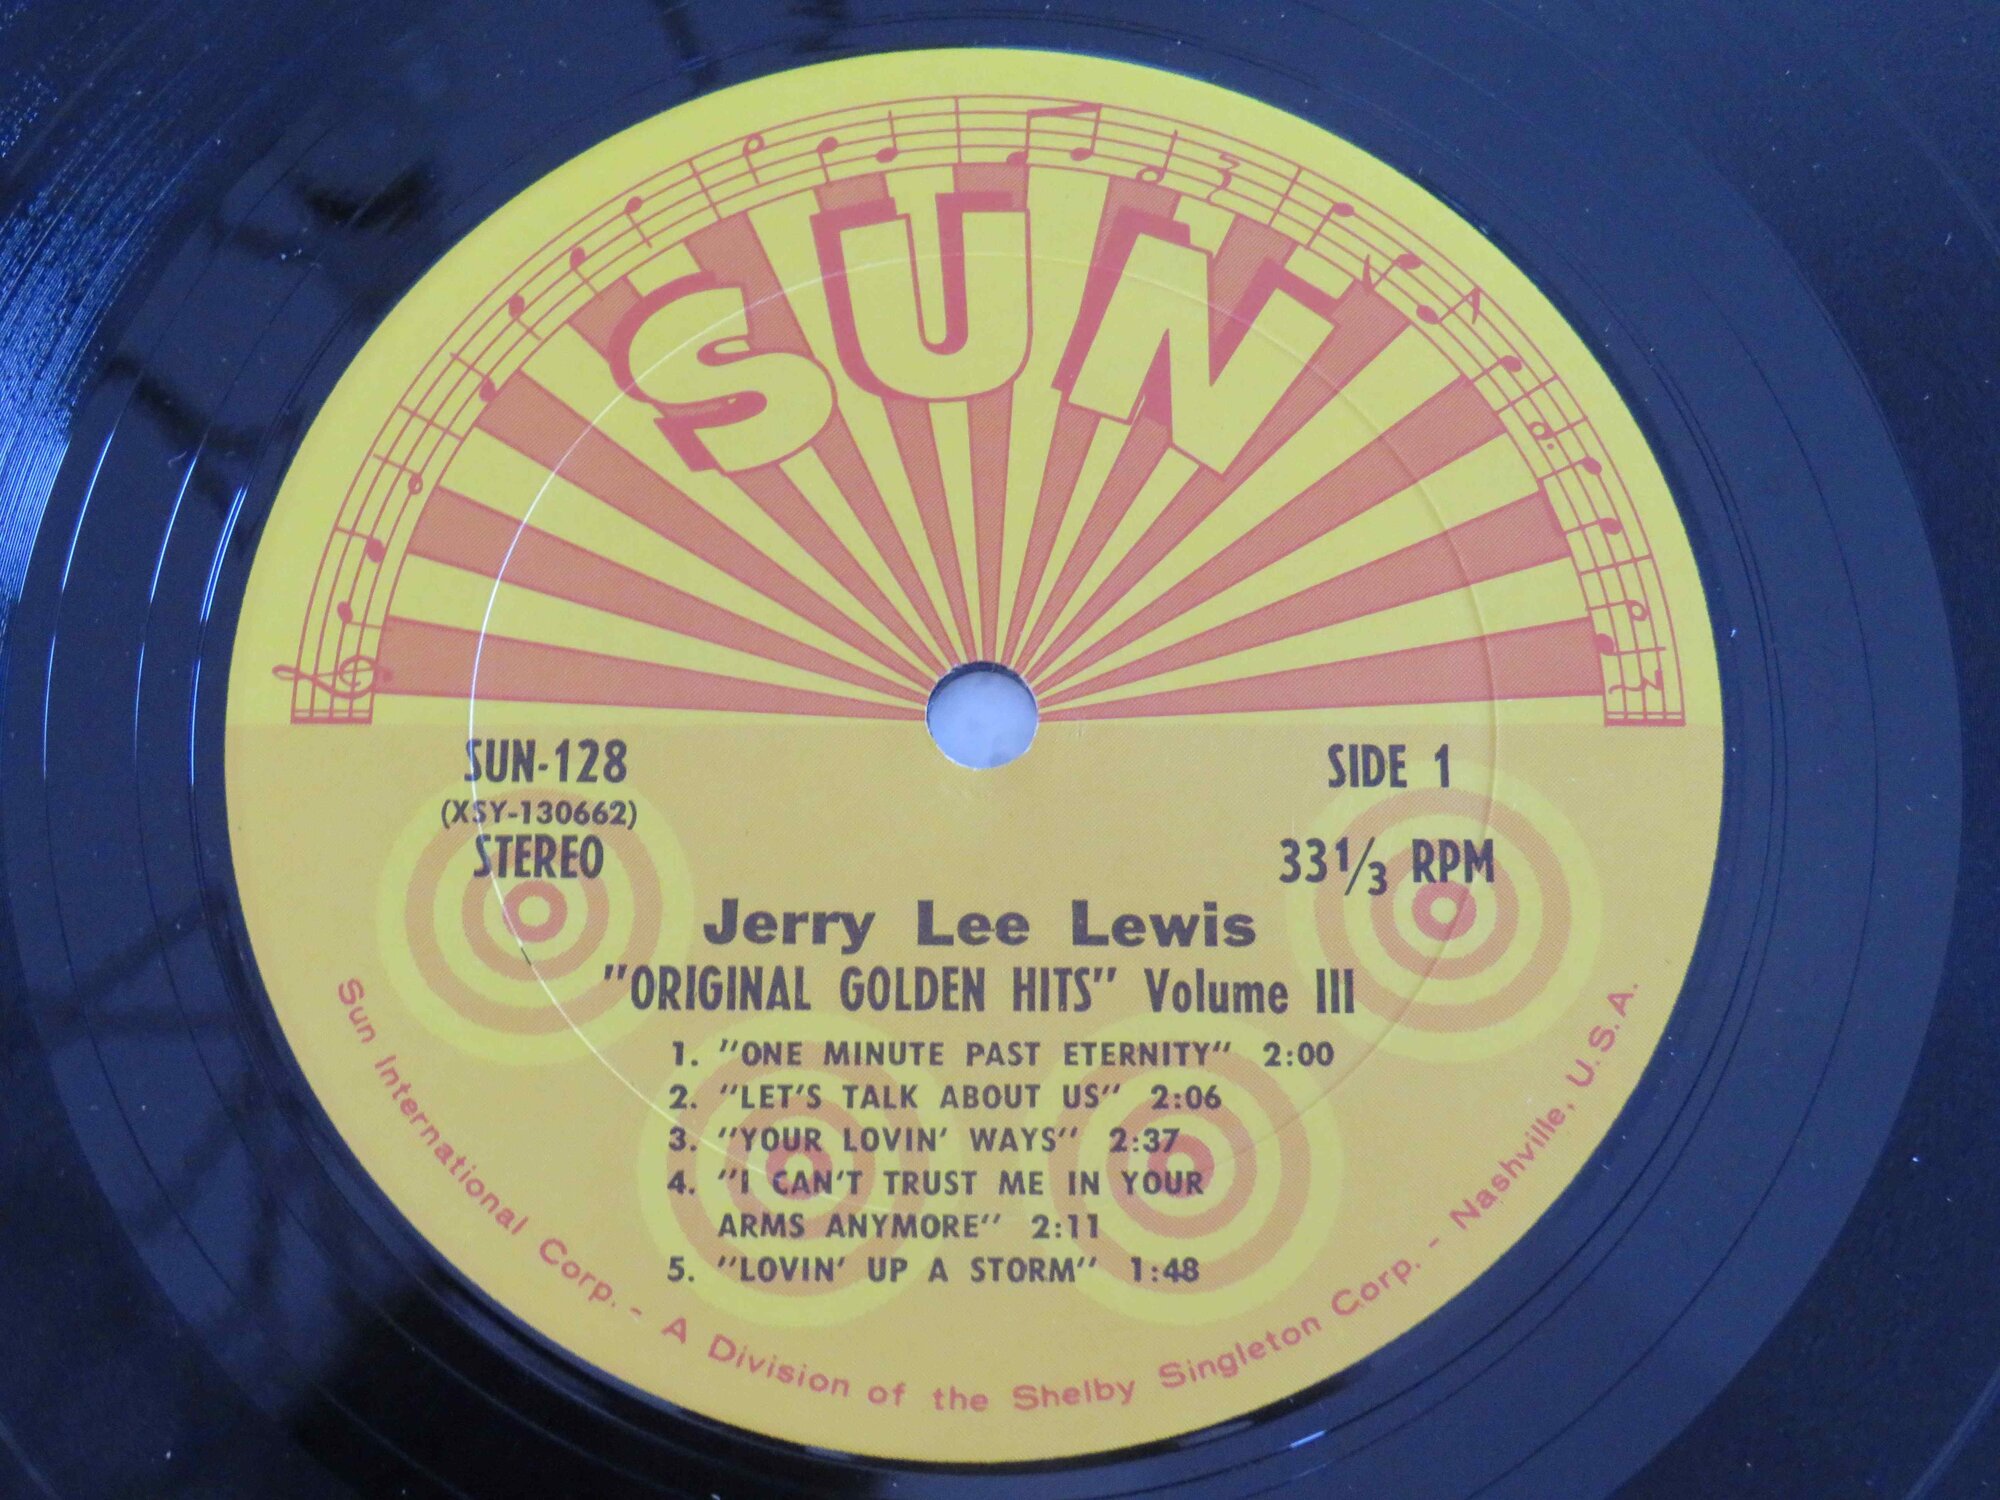 SUN
SUN-128
(XSY-130662)
STEREO
SIDE 1
33 1/3 RPM
Jerry Lee Lewis
"ORIGINAL GOLDEN HITS" Volume III
1. "ONE MINUTE PAST ETERNITY" 2:00
2. "LET'S TALK ABOUT US" 2:06
3. "YOUR LOVIN' WAYS" 2:37
4. "I CAN'T TRUST ME IN YOUR
ARMS ANYMORE" 2:11
5. "LOVIN' UP A STORM" 1:48
Sun International Corp. - A Division of the Shelby Singleton Corp. - Nashville, U.S.A.